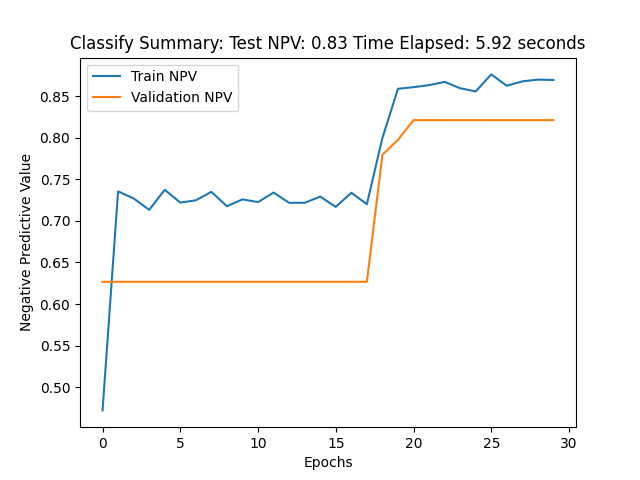 Classify Summary: Test NPV: 0.83 Time Elapsed: 5.92 seconds
Train NPV
Validation NPV
Negative Predictive Value
0.85
0.80
0.75
0.70
0.65
0.60
0.55
0.50
0 5 10 15 20 25 30
Epochs